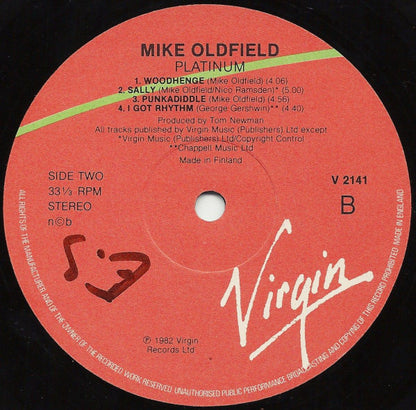 MIKE OLDFIELD
PLATINUM
1. WOODHENGE (Mike Oldfield) (4.06)
2. SALLY (Mike Oldfield/Nico Ramsden)* (5.00)
3. PUNKADIDDLE (Mike Oldfield) (4:56)
4. I GOT RHYTHM (George Gershwin)** (4:40)
Produced by Tom Newman
All tracks published by Virgin Music (Publishers) Ltd except
*Virgin Music (Publishers) Ltd/Copyright Control
**Chappell Music Ltd
Made in Finland
SIDE TWO
33⅓ RPM
STEREO
n©b
V 2141
B
Virgin
℗ 1982 Virgin
Records Ltd
ALL RIGHTS OF THE MANUFACTURER AND OF THE OWNER OF THE RECORDED WORK RESERVED. UNAUTHORISED PUBLIC PERFORMANCE BROADCASTING AND COPYING OF THIS RECORD PROHIBITED. MADE IN ENGLAND